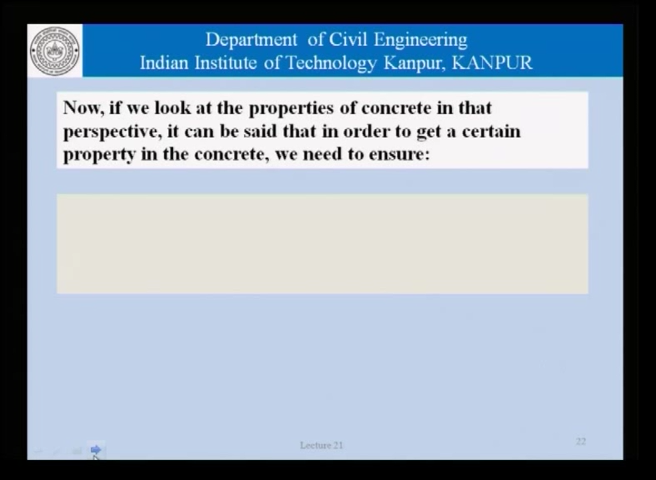 Department of Civil Engineering
Indian Institute of Technology Kanpur, KANPUR
Now, if we look at the properties of concrete in that
perspective, it can be said that in order to get a certain
property in the concrete, we need to ensure:
Lecture 21
22